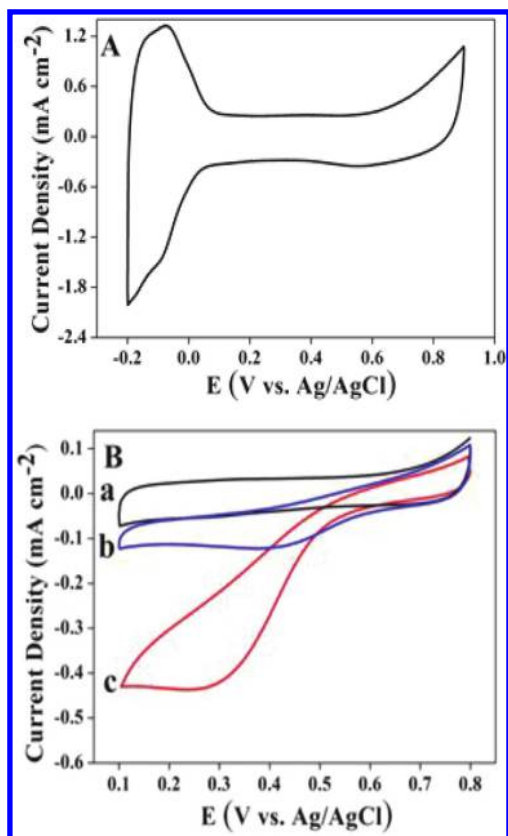 A
1.2
0.6
0.0
-0.6
-1.2
-1.8
-2.4
Current Density (mA cm-2)
-0.2 0.0 0.2 0.4 0.6 0.8 1.0
E (V vs. Ag/AgCl)
B
a
b
c
0.1
0.0
-0.1
-0.2
-0.3
-0.4
-0.5
-0.6
Current Density (mA cm-2)
0.1 0.2 0.3 0.4 0.5 0.6 0.7 0.8
E (V vs. Ag/AgCl)